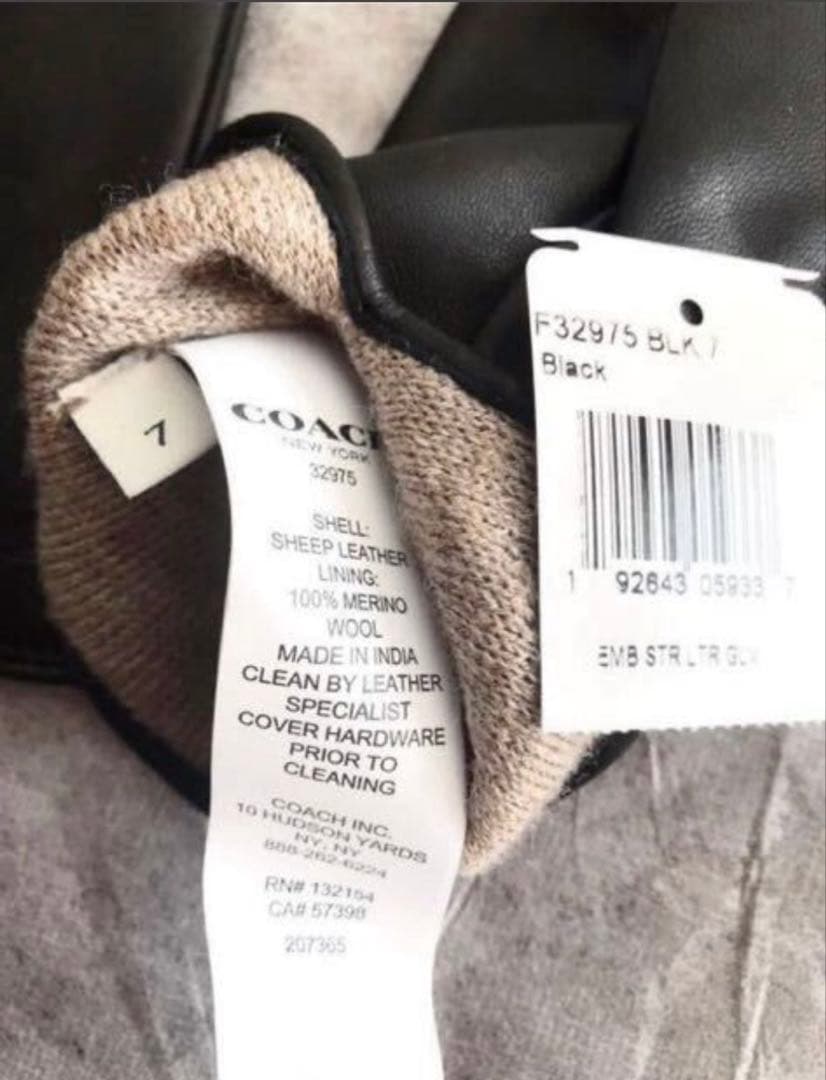 7
COAC
NEW YORK
32975
SHELL:
SHEEP LEATHER
LINING:
100% MERINO
WOOL
MADE IN INDIA
CLEAN BY LEATHER
SPECIALIST
COVER HARDWARE
PRIOR TO
CLEANING
COACH INC.
10 HUDSON YARDS
NY, NY
888-262-6224
RN# 132154
CA# 57398
207365
F32975 BLK 7
Black
1 92643 05933 7
EMB STR LTR